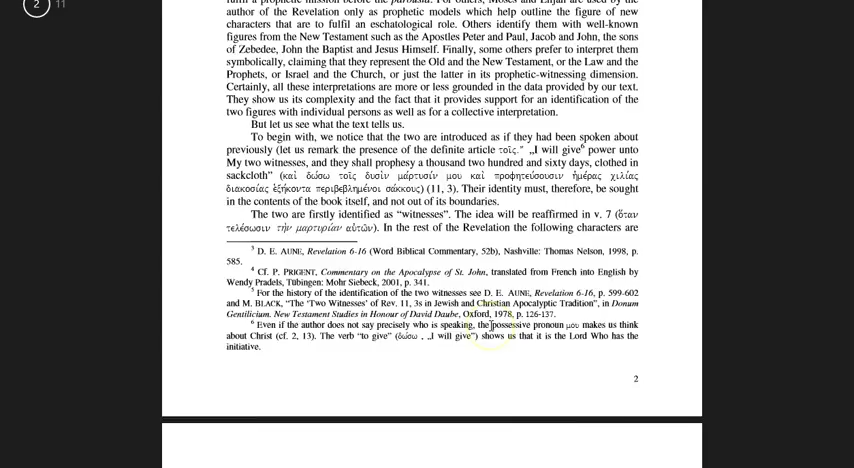 2 11
fulfil a prophetic mission before the parousia. For others, Moses and Elijah are used by the
author of the Revelation only as prophetic models which help outline the figure of new
characters that are to fulfil an eschatological role. Others identify them with well-known
figures from the New Testament such as the Apostles Peter and Paul, Jacob and John, the sons
of Zebedee, John the Baptist and Jesus Himself. Finally, some others prefer to interpret them
symbolically, claiming that they represent the Old and the New Testament, or the Law and the
Prophets, or Israel and the Church, or just the latter in its prophetic-witnessing dimension.
Certainly, all these interpretations are more or less grounded in the data provided by our text.
They show us its complexity and the fact that it provides support for an identification of the
two figures with individual persons as well as for a collective interpretation.
But let us see what the text tells us.
To begin with, we notice that the two are introduced as if they had been spoken about
previously (let us remark the presence of the definite article τοῖς." „I will give⁶ power unto
My two witnesses, and they shall prophesy a thousand two hundred and sixty days, clothed in
sackcloth” (καὶ δώσω τοῖς δυσὶν μάρτυσίν μου καὶ προφητεύσουσιν ἡμέρας χιλίας
διακοσίας ἑξήκοντα περιβεβλημένοι σάκκους) (11, 3). Their identity must, therefore, be sought
in the contents of the book itself, and not out of its boundaries.
The two are firstly identified as “witnesses”. The idea will be reaffirmed in v. 7 (ὅταν
τελέσωσιν τὴν μαρτυρίαν αὐτῶν). In the rest of the Revelation the following characters are
³ D. E. AUNE, Revelation 6-16 (Word Biblical Commentary, 52b), Nashville: Thomas Nelson, 1998, p.
585.
⁴ Cf. P. PRIGENT, Commentary on the Apocalypse of St. John, translated from French into English by
Wendy Pradels, Tübingen: Mohr Siebeck, 2001, p. 341.
⁵ For the history of the identification of the two witnesses see D. E. AUNE, Revelation 6-16, p. 599-602
and M. BLACK, “The ‘Two Witnesses’ of Rev. 11, 3s in Jewish and Christian Apocalyptic Tradition”, in Donum
Gentilicium. New Testament Studies in Honour of David Daube, Oxford, 1978, p. 126-137.
⁶ Even if the author does not say precisely who is speaking, the possessive pronoun μου makes us think
about Christ (cf. 2, 13). The verb “to give” (δώσω , „I will give”) shows us that it is the Lord Who has the
initiative.
2